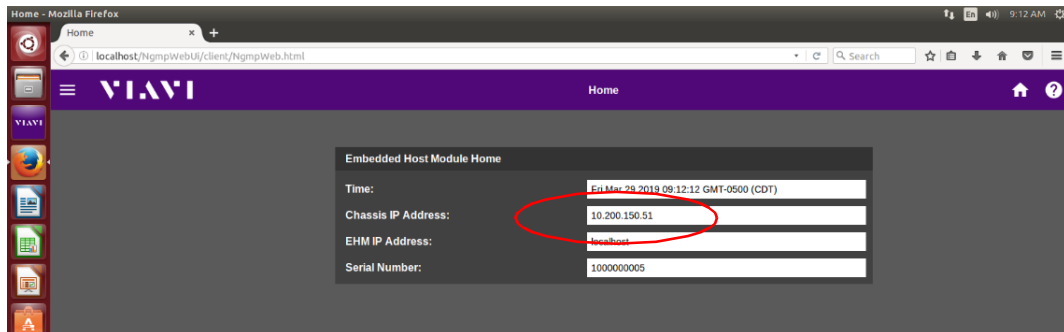 Home - Mozilla Firefox
En 9:12 AM
Home × +
localhost/NgmpWebUi/client/NgmpWeb.html Search
VIAVI Home ?
VIAVI
Embedded Host Module Home
Time: Fri Mar 29 2019 09:12:12 GMT-0500 (CDT)
Chassis IP Address: 10.200.150.51
EHM IP Address: localhost
Serial Number: 1000000005
A